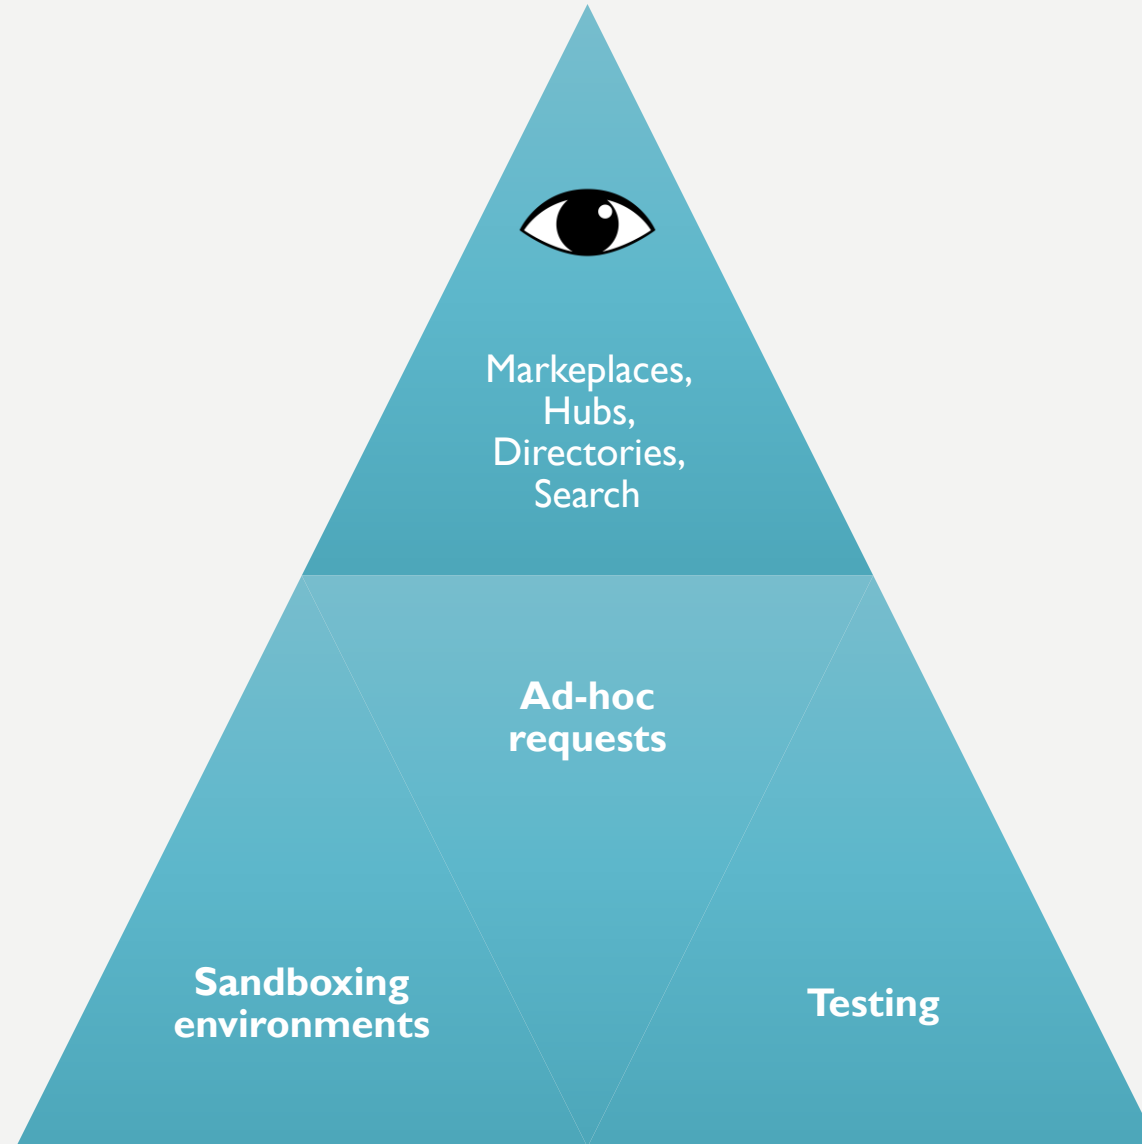 Markeplaces,
Hubs,
Directories,
Search
Ad-hoc
requests
Sandboxing
environments
Testing